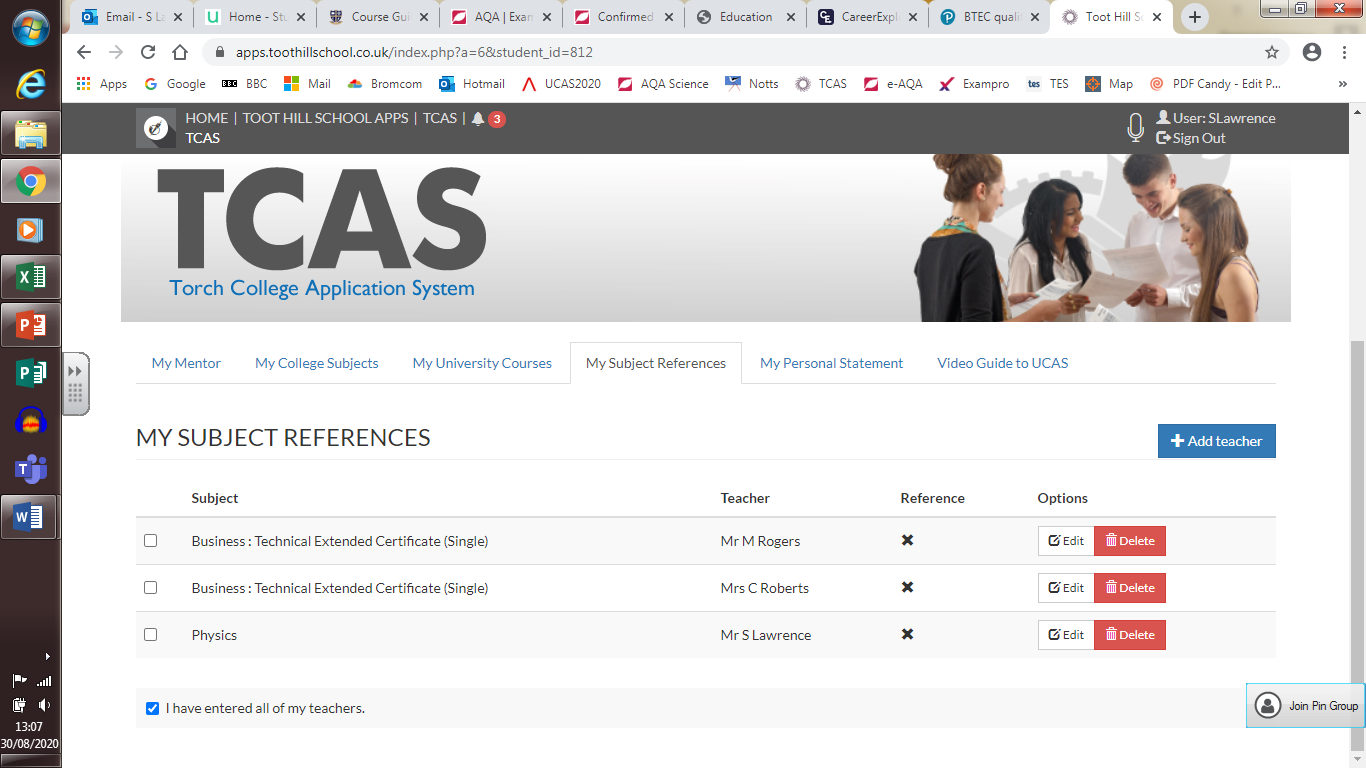 Email - S La
Home - Stu
Course Gui
AQA | Exam
Confirmed
Education
CareerExpl
BTEC quali
Toot Hill Sc
apps.toothillschool.co.uk/index.php?a=6&student_id=812
Apps
Google
BBC
Mail
Bromcom
Hotmail
UCAS2020
AQA Science
Notts
TCAS
e-AQA
Exampro
tes TES
Map
PDF Candy - Edit P...
»
HOME | TOOT HILL SCHOOL APPS | TCAS | 3
TCAS
User: SLawrence
Sign Out
TCAS
Torch College Application System
My Mentor
My College Subjects
My University Courses
My Subject References
My Personal Statement
Video Guide to UCAS
MY SUBJECT REFERENCES
Add teacher
Subject Teacher Reference Options
Business : Technical Extended Certificate (Single) Mr M Rogers Edit Delete
Business : Technical Extended Certificate (Single) Mrs C Roberts Edit Delete
Physics Mr S Lawrence Edit Delete
I have entered all of my teachers.
Join Pin Group
13:07
30/08/2020